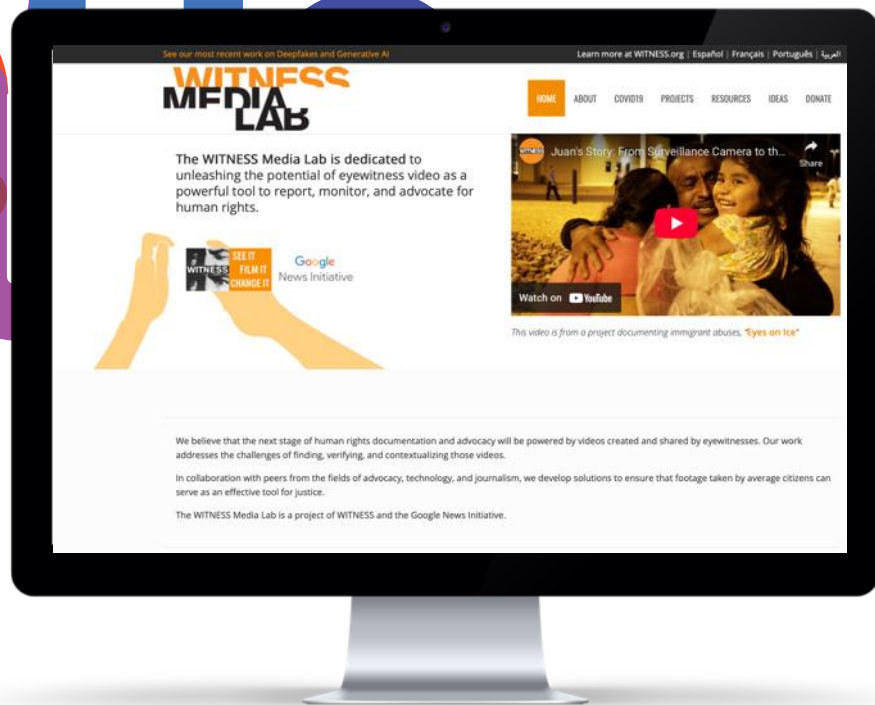 See our most recent work on Deepfakes and Generative AI
Learn more at WITNESS.org | Español | Français | Português | العربية
WITNESS
MEDIA
LAB
HOME ABOUT COVID19 PROJECTS RESOURCES IDEAS DONATE
The WITNESS Media Lab is dedicated to
unleashing the potential of eyewitness video as a
powerful tool to report, monitor, and advocate for
human rights.
WITNESS
SEE IT
FILM IT
CHANGE IT
Google
News Initiative
WITNESS
Juan's Story: From Surveillance Camera to th...
Share
Watch on YouTube
This video is from a project documenting immigrant abuses, "Eyes on Ice"
We believe that the next stage of human rights documentation and advocacy will be powered by videos created and shared by eyewitnesses. Our work
addresses the challenges of finding, verifying, and contextualizing those videos.
In collaboration with peers from the fields of advocacy, technology, and journalism, we develop solutions to ensure that footage taken by average citizens can
serve as an effective tool for justice.
The WITNESS Media Lab is a project of WITNESS and the Google News Initiative.